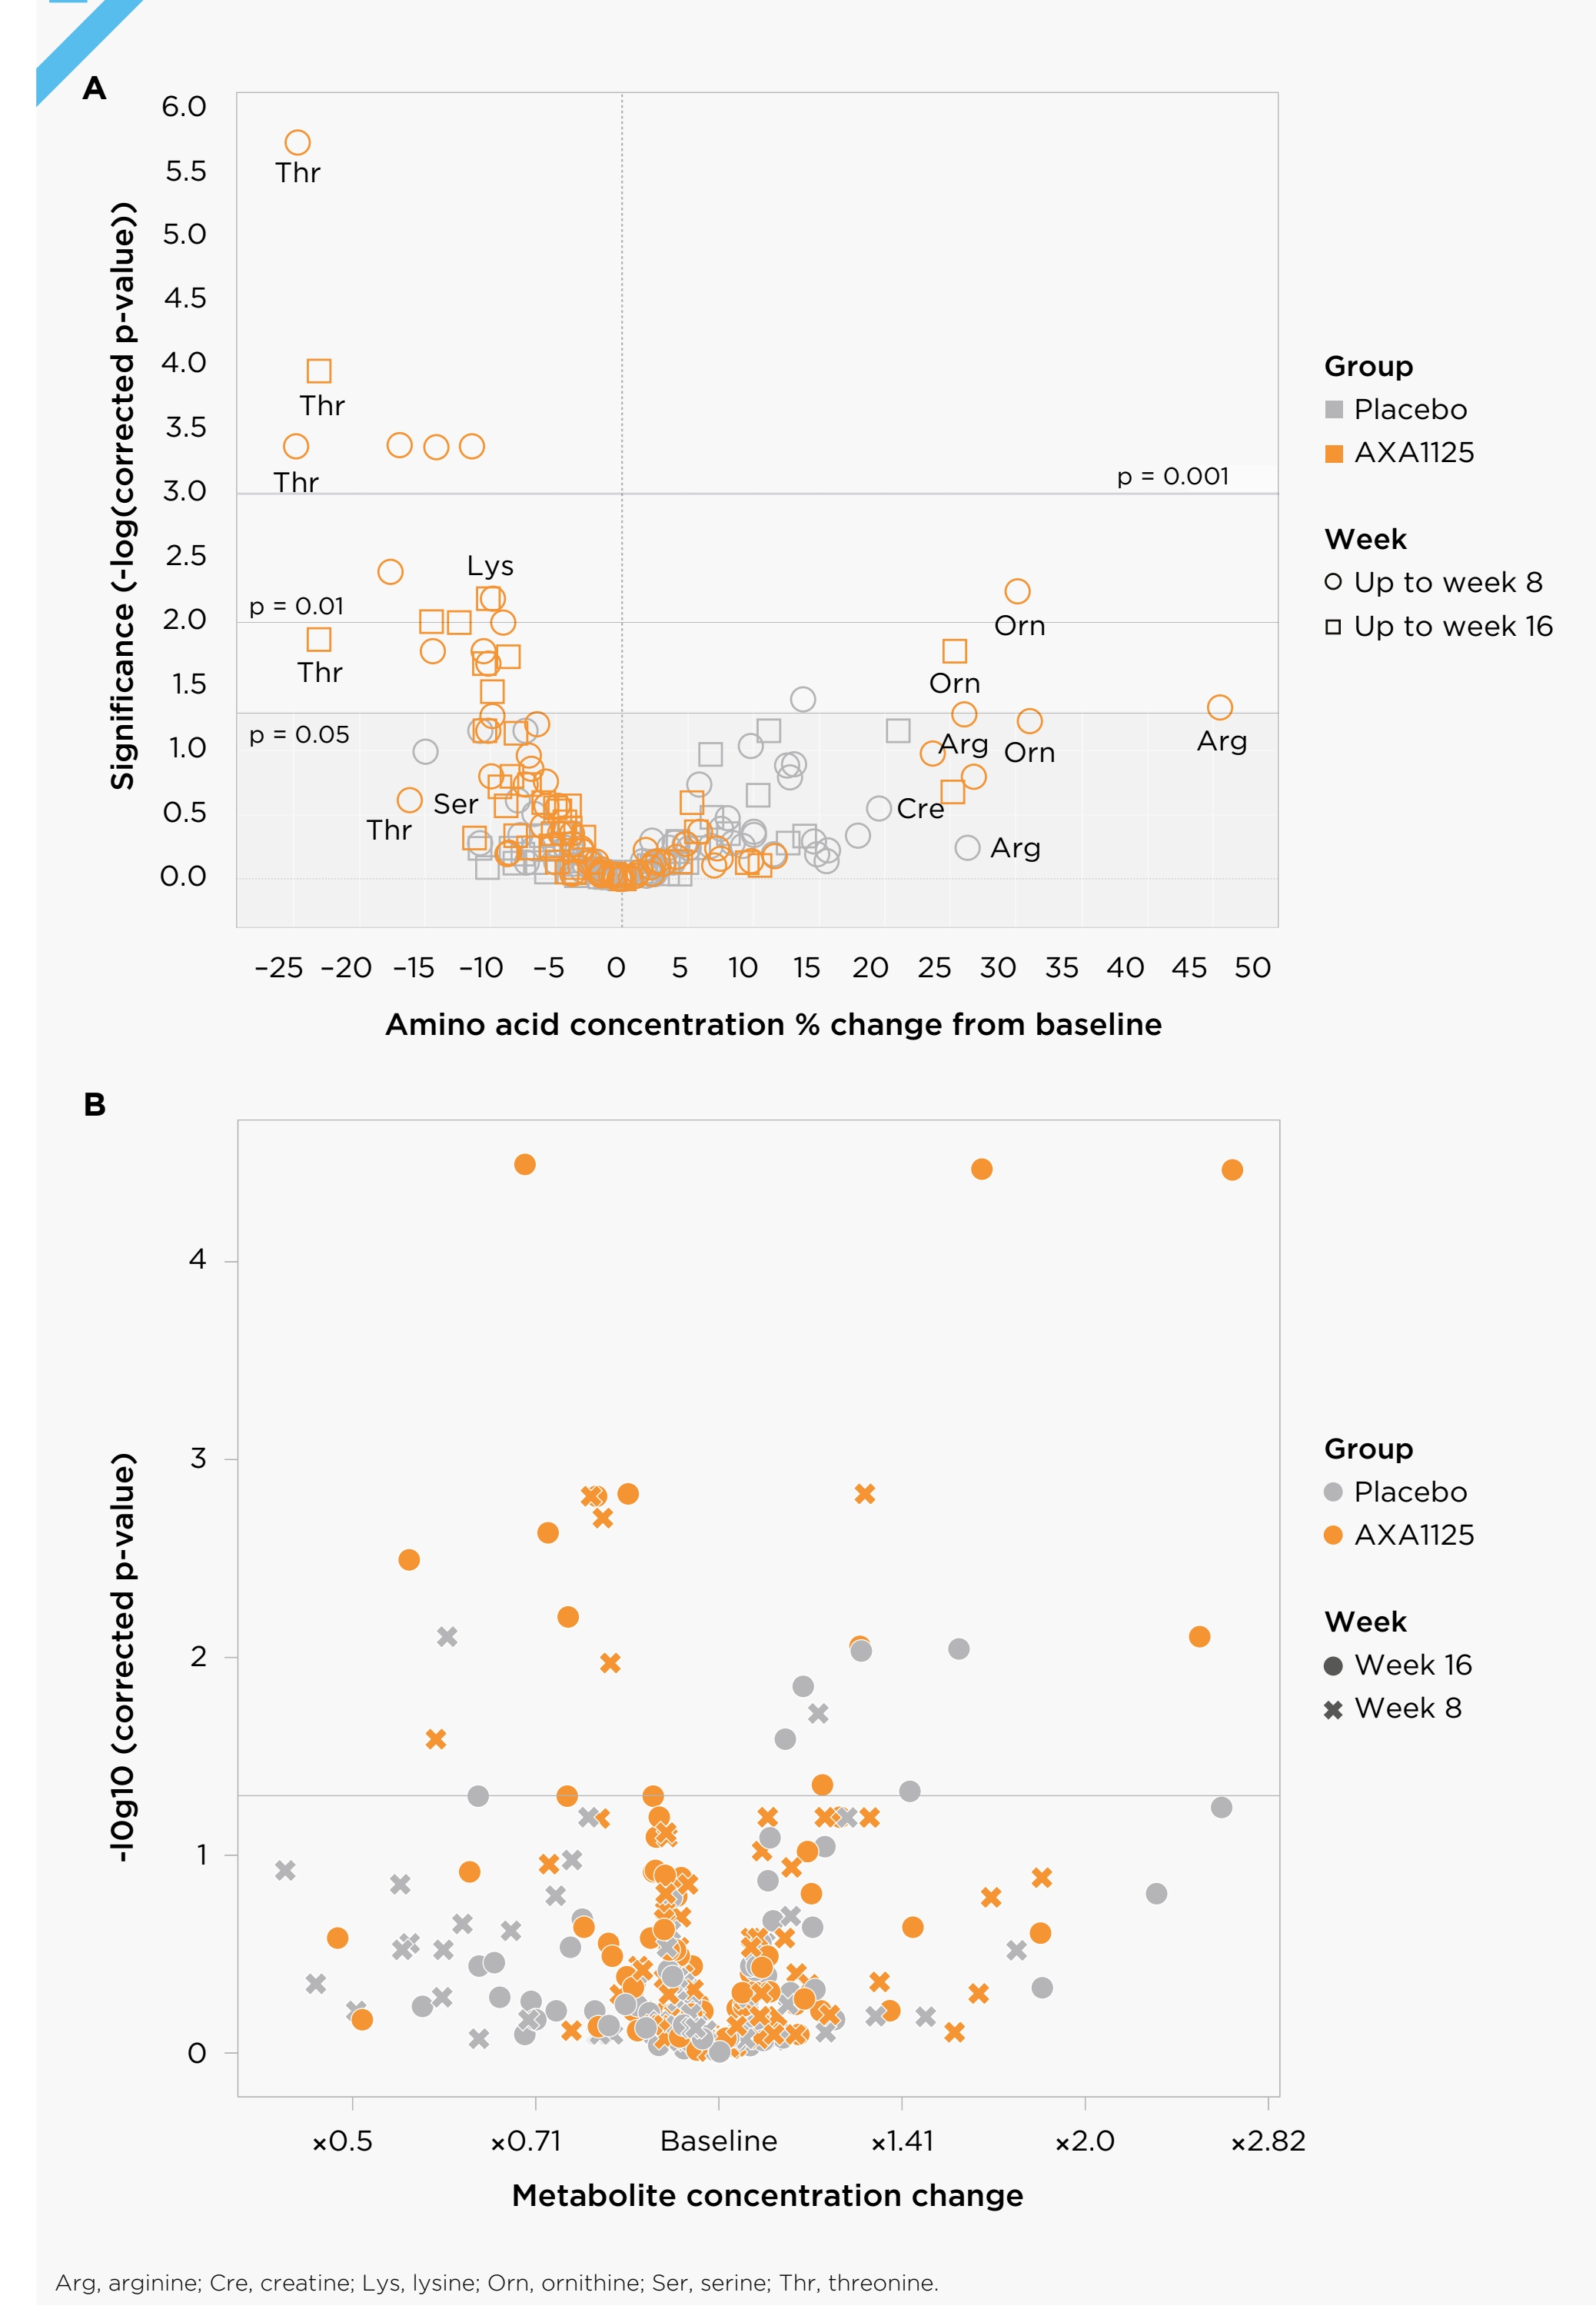 A
6.0
5.5
5.0
4.5
4.0
3.5
3.0
2.5
2.0
1.5
1.0
0.5
0.0
Significance (-log(corrected p-value))
Thr
Thr
Thr
p = 0.001
Lys
p = 0.01
Orn
Thr
Orn
p = 0.05
Arg
Orn
Arg
Ser
Cre
Thr
Arg
-25 -20 -15 -10 -5 0 5 10 15 20 25 30 35 40 45 50
Amino acid concentration % change from baseline
Group
Placebo
AXA1125
Week
Up to week 8
Up to week 16
B
4
3
2
1
0
-l0g10 (corrected p-value)
×0.5 ×0.71 Baseline ×1.41 ×2.0 ×2.82
Metabolite concentration change
Group
Placebo
AXA1125
Week
Week 16
Week 8
Arg, arginine; Cre, creatine; Lys, lysine; Orn, ornithine; Ser, serine; Thr, threonine.